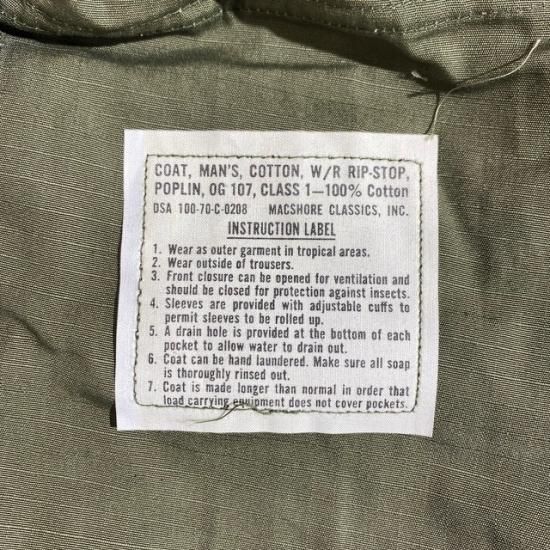 COAT, MAN'S, COTTON, W/R RIP-STOP,
POPLIN, OG 107, CLASS 1—100% Cotton
DSA 100-70-C-0208 MACSHORE CLASSICS, INC.
INSTRUCTION LABEL
1. Wear as outer garment in tropical areas.
2. Wear outside of trousers.
3. Front closure can be opened for ventilation and
should be closed for protection against insects.
4. Sleeves are provided with adjustable cuffs to
permit sleeves to be rolled up.
5. A drain hole is provided at the bottom of each
pocket to allow water to drain out.
6. Coat can be hand laundered. Make sure all soap
is thoroughly rinsed out.
7. Coat is made longer than normal in order that
load carrying equipment does not cover pockets.